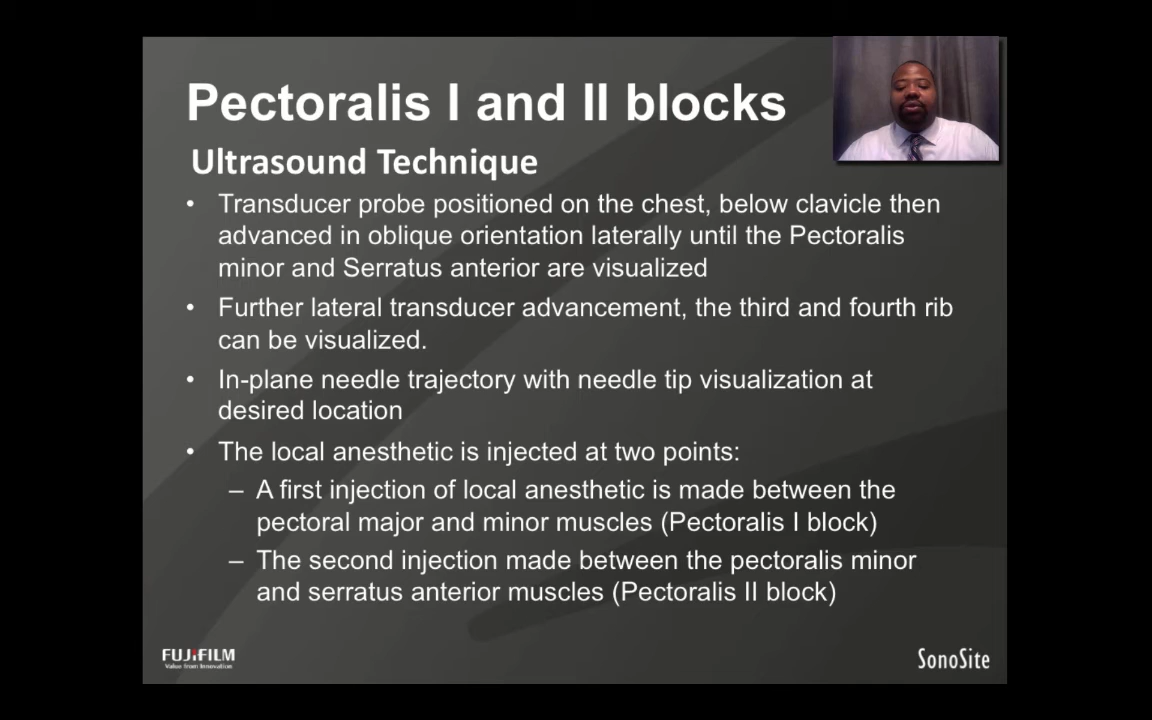 Pectoralis I and II blocks
Ultrasound Technique
• Transducer probe positioned on the chest, below clavicle then
advanced in oblique orientation laterally until the Pectoralis
minor and Serratus anterior are visualized
• Further lateral transducer advancement, the third and fourth rib
can be visualized.
• In-plane needle trajectory with needle tip visualization at
desired location
• The local anesthetic is injected at two points:
– A first injection of local anesthetic is made between the
pectoral major and minor muscles (Pectoralis I block)
– The second injection made between the pectoralis minor
and serratus anterior muscles (Pectoralis II block)
FUJIFILM
Value from Innovation
SonoSite